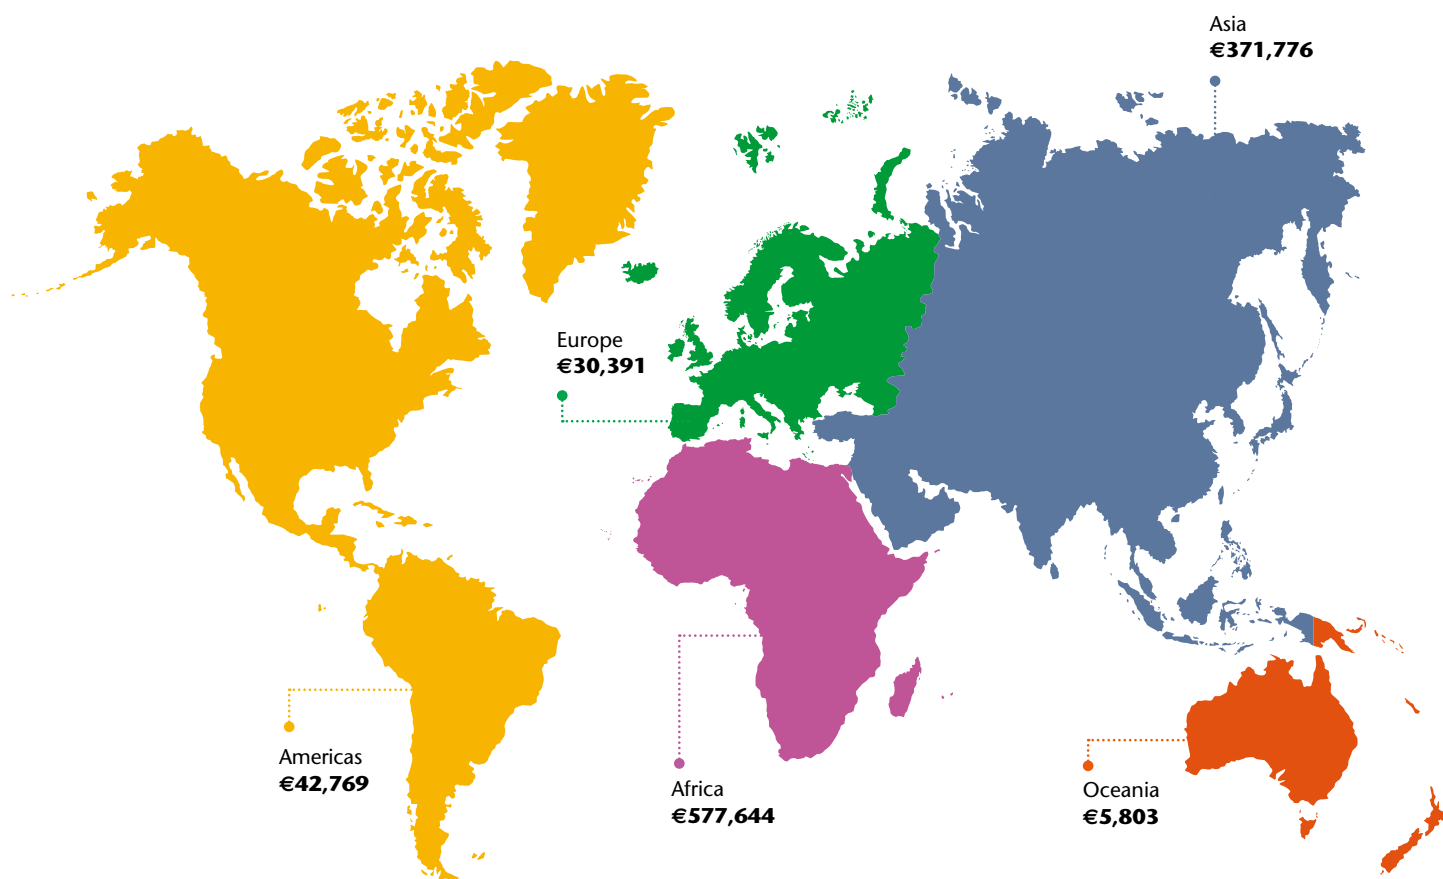 Asia
€371,776
Europe
€30,391
Americas
€42,769
Africa
€577,644
Oceania
€5,803